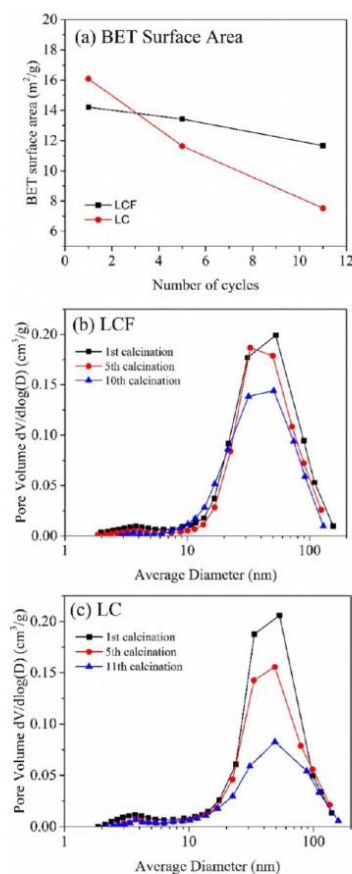 (a) BET Surface Area
BET surface area (m²/g)
20
18
16
14
12
10
8
6
LCF
LC
0 2 4 6 8 10 12
Number of cycles
(b) LCF
Pore Volume dV/dlog(D) (cm³/g)
0.20
0.15
0.10
0.05
0.00
1st calcination
5th calcination
10th calcination
1 10 100
Average Diameter (nm)
(c) LC
Pore Volume dV/dlog(D) (cm³/g)
0.20
0.15
0.10
0.05
0.00
1st calcination
5th calcination
11th calcination
1 10 100
Average Diameter (nm)